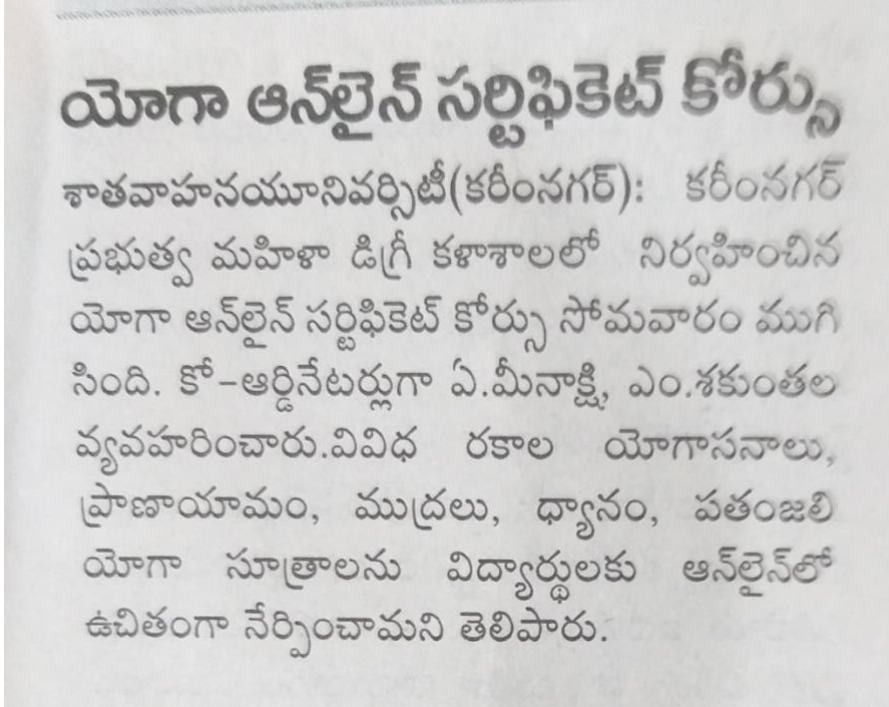 యోగా ఆన్‌లైన్ సర్టిఫికెట్ కోర్సు
శాతవాహనయూనివర్సిటీ(కరీంనగర్): కరీంనగర్
ప్రభుత్వ మహిళా డిగ్రీ కళాశాలలో నిర్వహించిన
యోగా ఆన్‌లైన్ సర్టిఫికెట్ కోర్సు సోమవారం ముగి
సింది. కో-ఆర్డినేటర్లుగా ఏ.మీనాక్షి, ఎం.శకుంతల
వ్యవహరించారు.వివిధ రకాల యోగాసనాలు,
ప్రాణాయామం, ముద్రలు, ధ్యానం, పతంజలి
యోగా సూత్రాలను విద్యార్థులకు ఆన్‌లైన్‌లో
ఉచితంగా నేర్పించామని తెలిపారు.